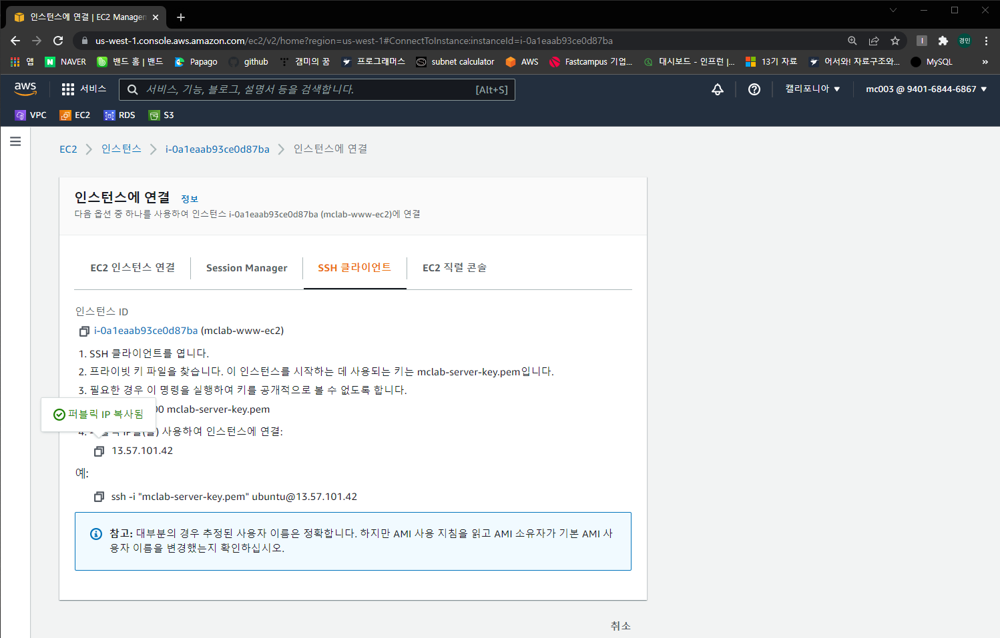 인스턴스에 연결 | EC2 Manager
us-west-1.console.aws.amazon.com/ec2/v2/home?region=us-west-1#ConnectToInstance:instanceId=i-0a1eaab93ce0d87ba
경민
앱 NAVER 밴드 홈 | 밴드 Papago github 갬미의 꿈 프로그래머스 subnet calculator AWS Fastcampus 기업... 대시보드 - 인프런 |... 13기 자료 어서와! 자료구조와... MySQL »
aws 서비스 서비스, 기능, 블로그, 설명서 등을 검색합니다. [Alt+S] 캘리포니아 ▼ mc003 @ 9401-6844-6867 ▼
VPC EC2 RDS S3
EC2 > 인스턴스 > i-0a1eaab93ce0d87ba > 인스턴스에 연결
인스턴스에 연결 정보
다음 옵션 중 하나를 사용하여 인스턴스 i-0a1eaab93ce0d87ba (mclab-www-ec2)에 연결
EC2 인스턴스 연결 Session Manager SSH 클라이언트 EC2 직렬 콘솔
인스턴스 ID
i-0a1eaab93ce0d87ba (mclab-www-ec2)
1. SSH 클라이언트를 엽니다.
2. 프라이빗 키 파일을 찾습니다. 이 인스턴스를 시작하는 데 사용되는 키는 mclab-server-key.pem입니다.
3. 필요한 경우 이 명령을 실행하여 키를 공개적으로 볼 수 없도록 합니다.
00 mclab-server-key.pem
퍼블릭 IP 복사됨
4. 사용하여 인스턴스에 연결:
13.57.101.42
예:
ssh -i "mclab-server-key.pem" ubuntu@13.57.101.42
참고: 대부분의 경우 추정된 사용자 이름은 정확합니다. 하지만 AMI 사용 지침을 읽고 AMI 소유자가 기본 AMI 사
용자 이름을 변경했는지 확인하십시오.
취소